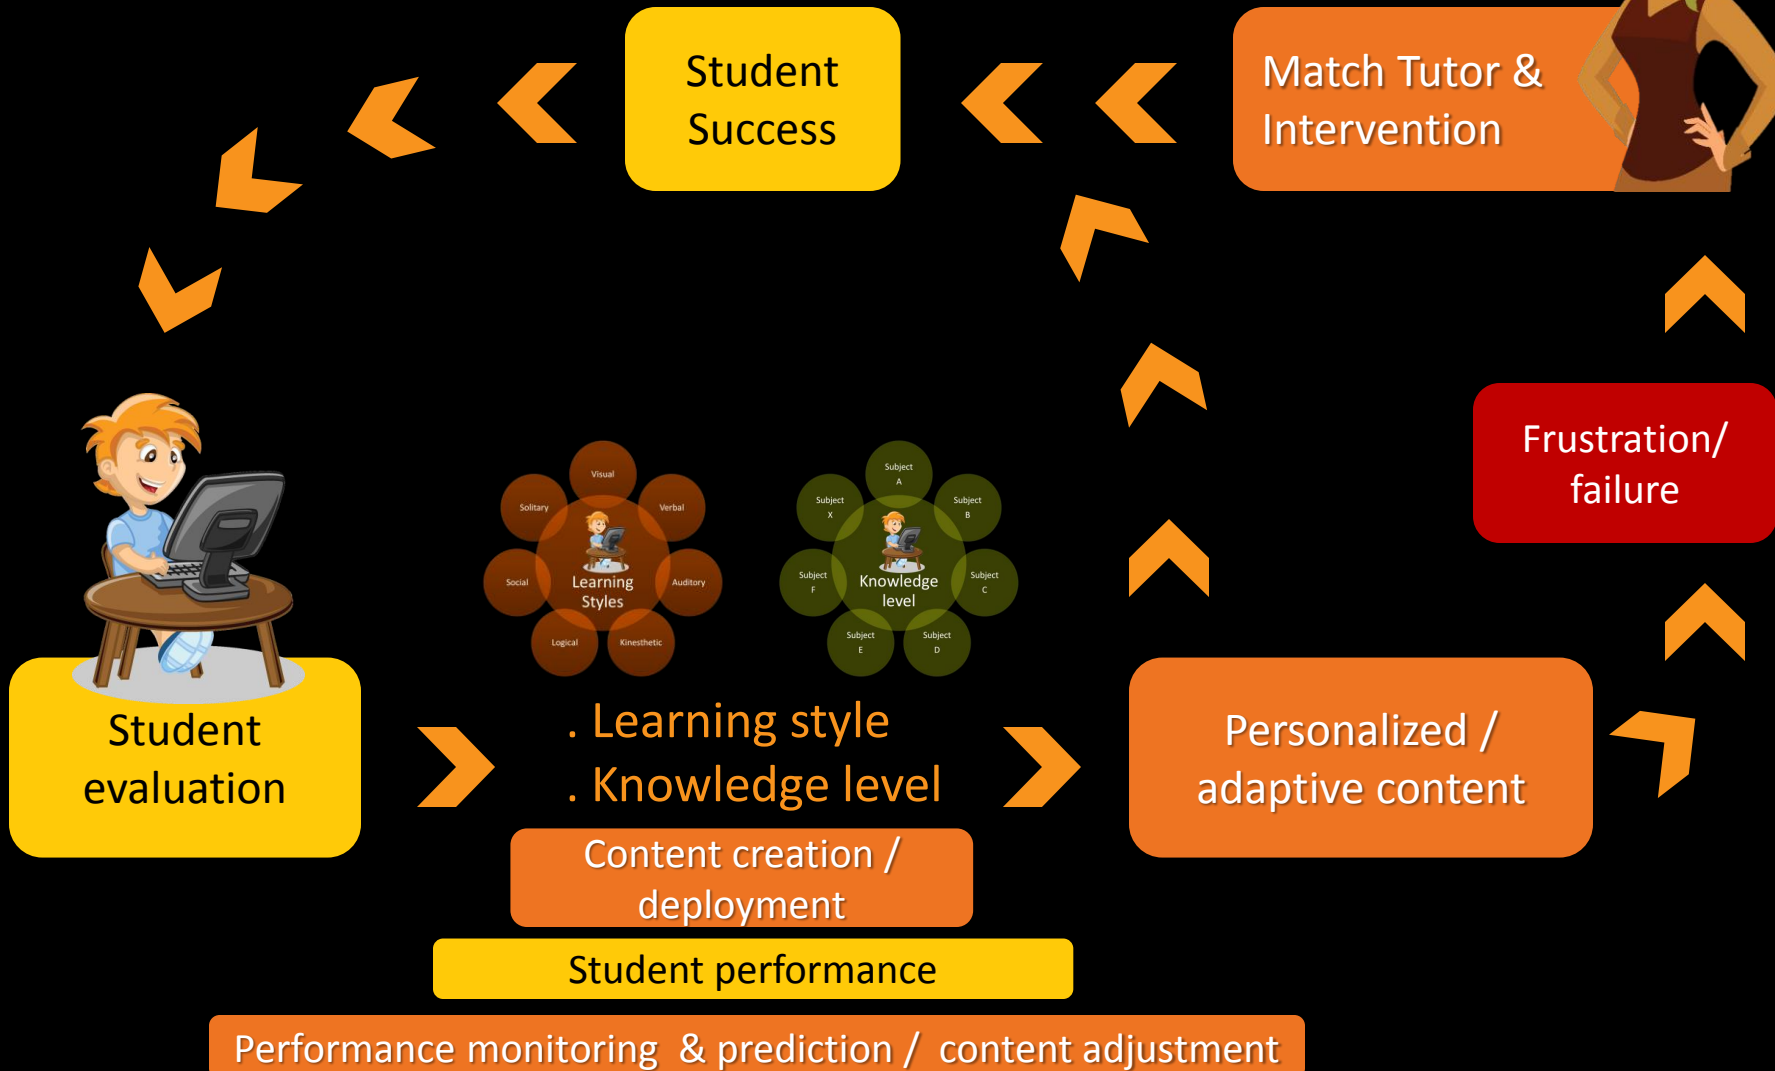 Student
Success
Match Tutor &
Intervention
Frustration/
failure
Visual
Solitary
Verbal
Social
Learning
Styles
Auditory
Logical
Kinesthetic
Subject
A
Subject
X
Subject
B
Subject
F
Knowledge
level
Subject
C
Subject
E
Subject
D
Student
evaluation
. Learning style
. Knowledge level
Personalized /
adaptive content
Content creation /
deployment
Student performance
Performance monitoring & prediction / content adjustment